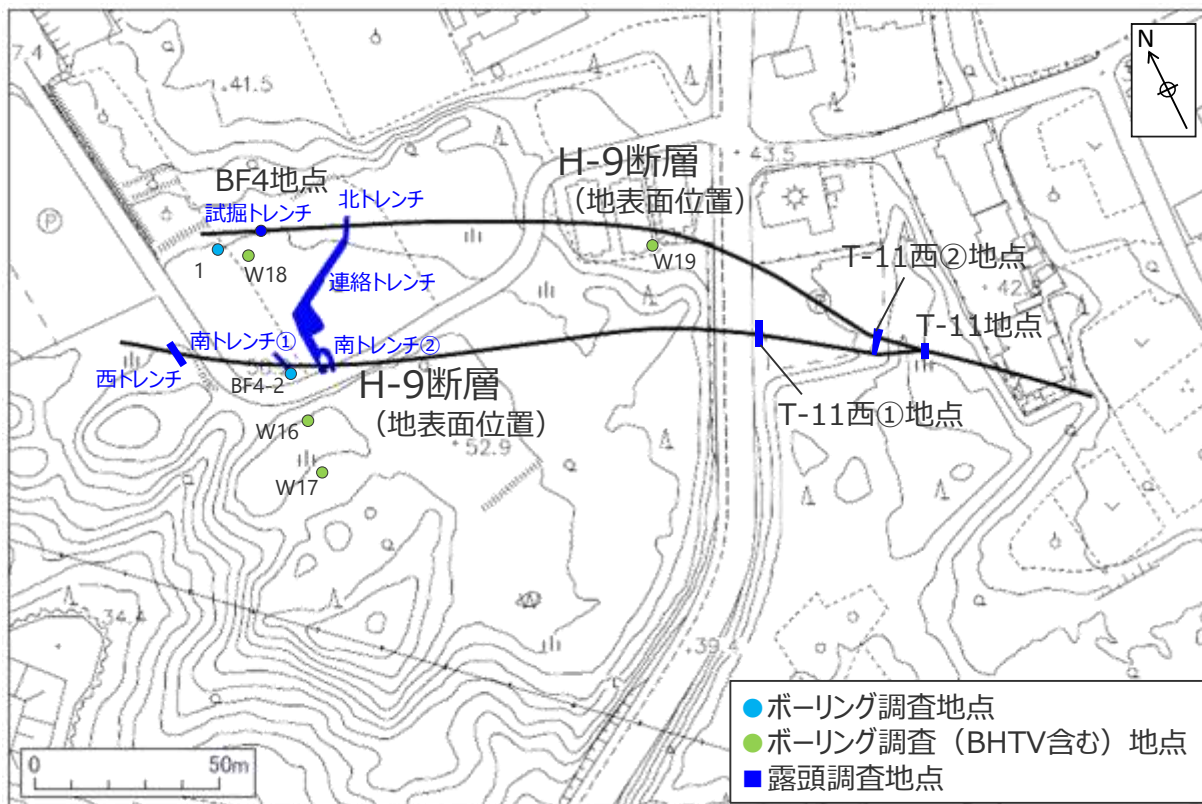 7.4
N
41.5
43.5
H-9断層
(地表面位置)
BF4地点
試掘トレンチ
北トレンチ
1
W18
W19
T-11西②地点
連絡トレンチ
T-11地点
南トレンチ①
南トレンチ②
西トレンチ
BF4-2
H-9断層
(地表面位置)
T-11西①地点
W16
52.9
W17
P
34.4
39.4
ボーリング調査地点
ボーリング調査(BHTV含む)地点
露頭調査地点
0
50m